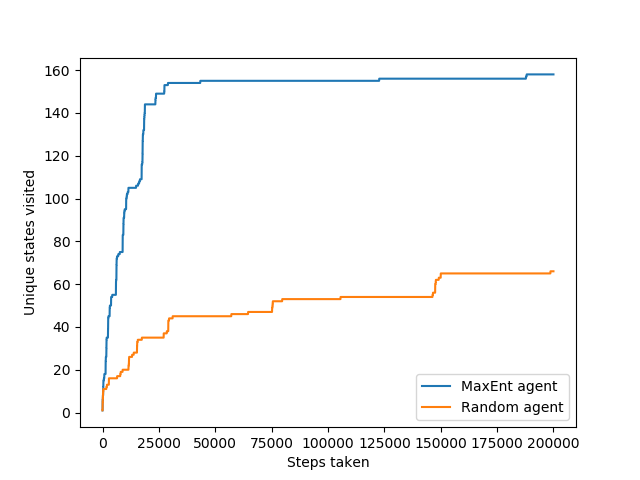 160
140
120
100
80
60
40
20
0
Unique states visited
MaxEnt agent
Random agent
0 25000 50000 75000 100000 125000 150000 175000 200000
Steps taken